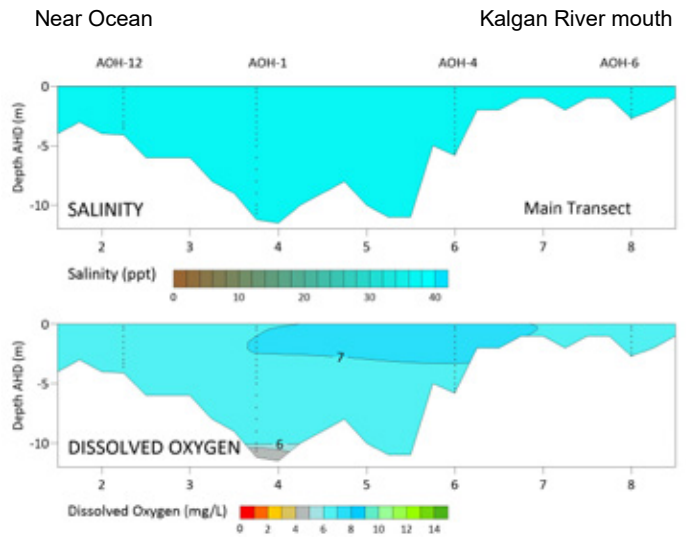 Near Ocean Kalgan River mouth
AOH-12 AOH-1 AOH-4 AOH-6
0
-5
-10
Depth AHD (m)
SALINITY Main Transect
2 3 4 5 6 7 8
Salinity (ppt)
0 10 20 30 40
0
-5
-10
Depth AHD (m)
7
6
DISSOLVED OXYGEN
2 3 4 5 6 7 8
Dissolved Oxygen (mg/L)
0 2 4 6 8 10 12 14